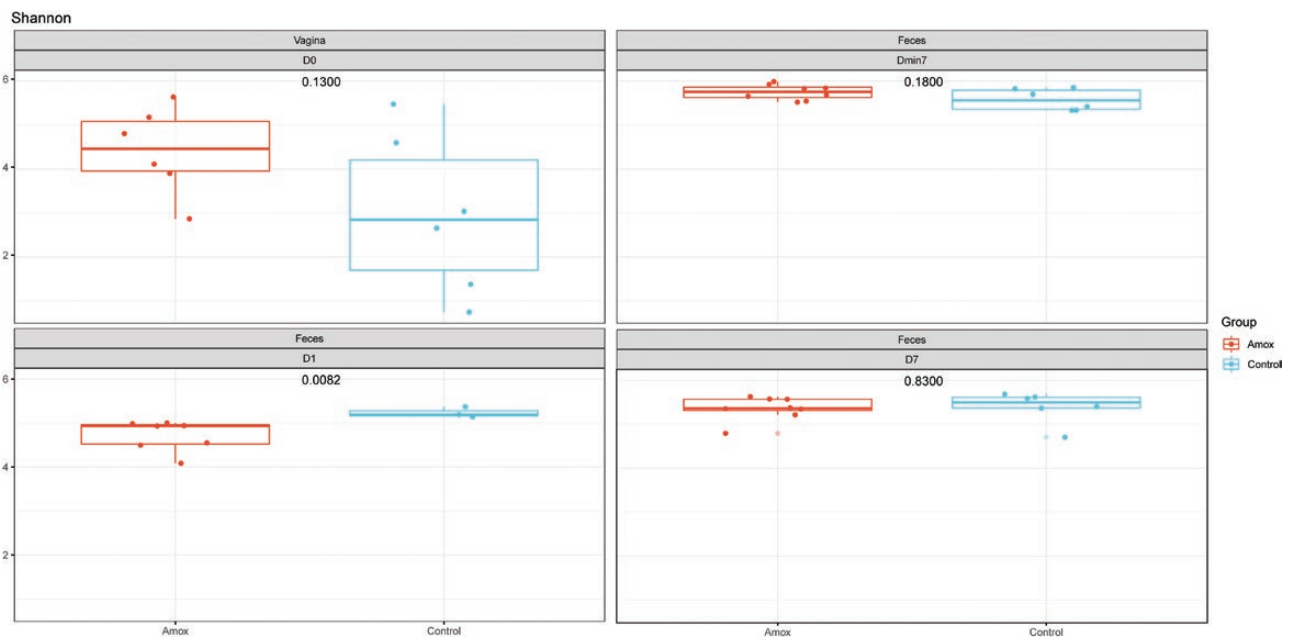 Shannon
Vagina
Feces
D0
Dmin7
6
0.1300
0.1800
4
2
Feces
Feces
D1
D7
6
0.0082
0.8300
4
2
Amox
Control
Amox
Control
Group
Amox
Control